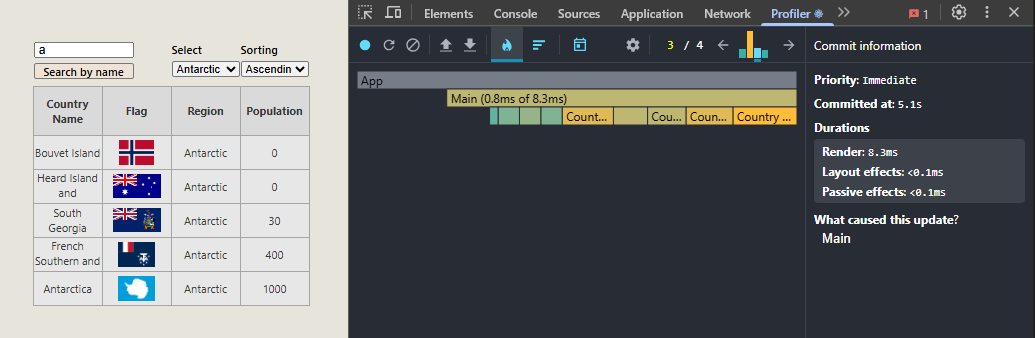 a
Search by name
Select
Antarctic
Sorting
Ascendin
Country Name
Flag
Region
Population
Bouvet Island
Antarctic
0
Heard Island and
Antarctic
0
South Georgia
Antarctic
30
French Southern and
Antarctic
400
Antarctica
Antarctic
1000
Elements
Console
Sources
Application
Network
Profiler
1
3 / 4
App
Main (0.8ms of 8.3ms)
Count...
Cou...
Coun...
Country ...
Commit information
Priority: Immediate
Committed at: 5.1s
Durations
Render: 8.3ms
Layout effects: <0.1ms
Passive effects: <0.1ms
What caused this update?
Main